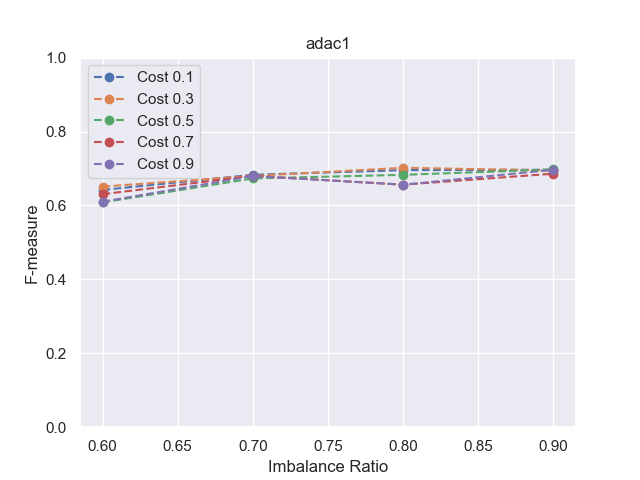 adac1
1.0
0.8
0.6
0.4
0.2
0.0
F-measure
Cost 0.1
Cost 0.3
Cost 0.5
Cost 0.7
Cost 0.9
0.60 0.65 0.70 0.75 0.80 0.85 0.90
Imbalance Ratio